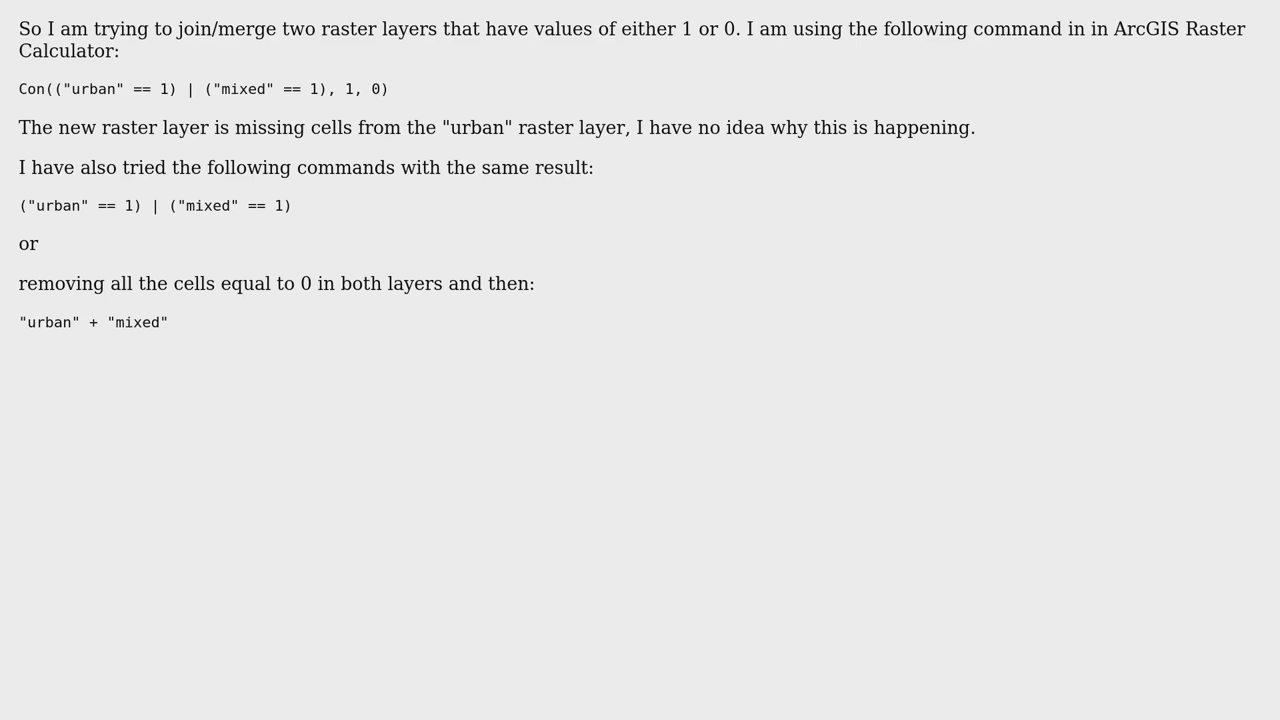 So I am trying to join/merge two raster layers that have values of either 1 or 0. I am using the following command in in ArcGIS Raster
Calculator:
Con(("urban" == 1) | ("mixed" == 1), 1, 0)
The new raster layer is missing cells from the "urban" raster layer, I have no idea why this is happening.
I have also tried the following commands with the same result:
("urban" == 1) | ("mixed" == 1)
or
removing all the cells equal to 0 in both layers and then:
"urban" + "mixed"